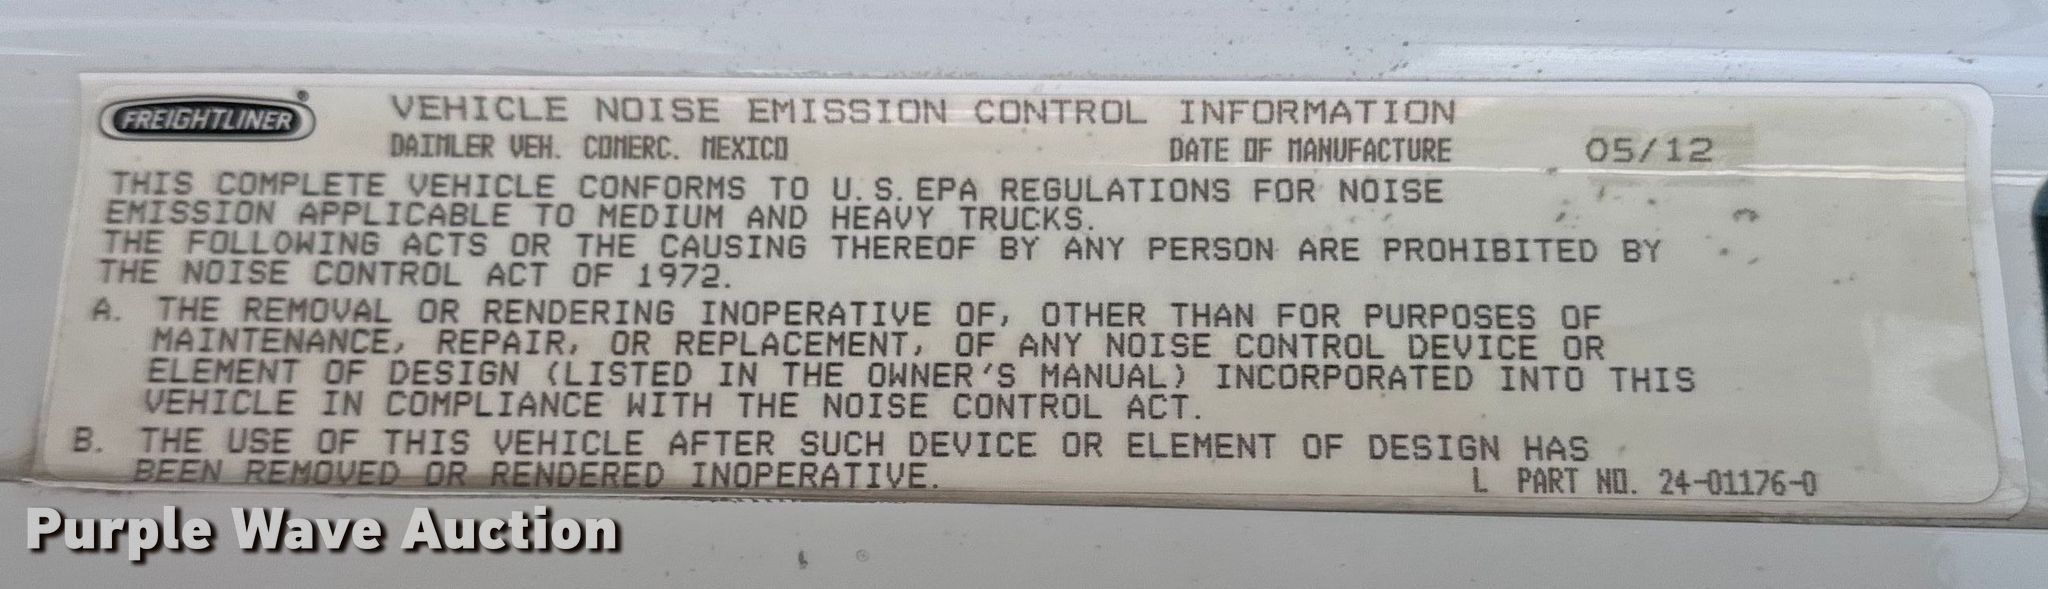 FREIGHTLINER ®
VEHICLE NOISE EMISSION CONTROL INFORMATION
DAIMLER VEH. COMERC. MEXICO DATE OF MANUFACTURE 05/12
THIS COMPLETE VEHICLE CONFORMS TO U.S.EPA REGULATIONS FOR NOISE
EMISSION APPLICABLE TO MEDIUM AND HEAVY TRUCKS.
THE FOLLOWING ACTS OR THE CAUSING THEREOF BY ANY PERSON ARE PROHIBITED BY
THE NOISE CONTROL ACT OF 1972.
A. THE REMOVAL OR RENDERING INOPERATIVE OF, OTHER THAN FOR PURPOSES OF
MAINTENANCE, REPAIR, OR REPLACEMENT, OF ANY NOISE CONTROL DEVICE OR
ELEMENT OF DESIGN (LISTED IN THE OWNER'S MANUAL) INCORPORATED INTO THIS
VEHICLE IN COMPLIANCE WITH THE NOISE CONTROL ACT.
B. THE USE OF THIS VEHICLE AFTER SUCH DEVICE OR ELEMENT OF DESIGN HAS
BEEN REMOVED OR RENDERED INOPERATIVE.
L PART NO. 24-01176-0
Purple Wave Auction